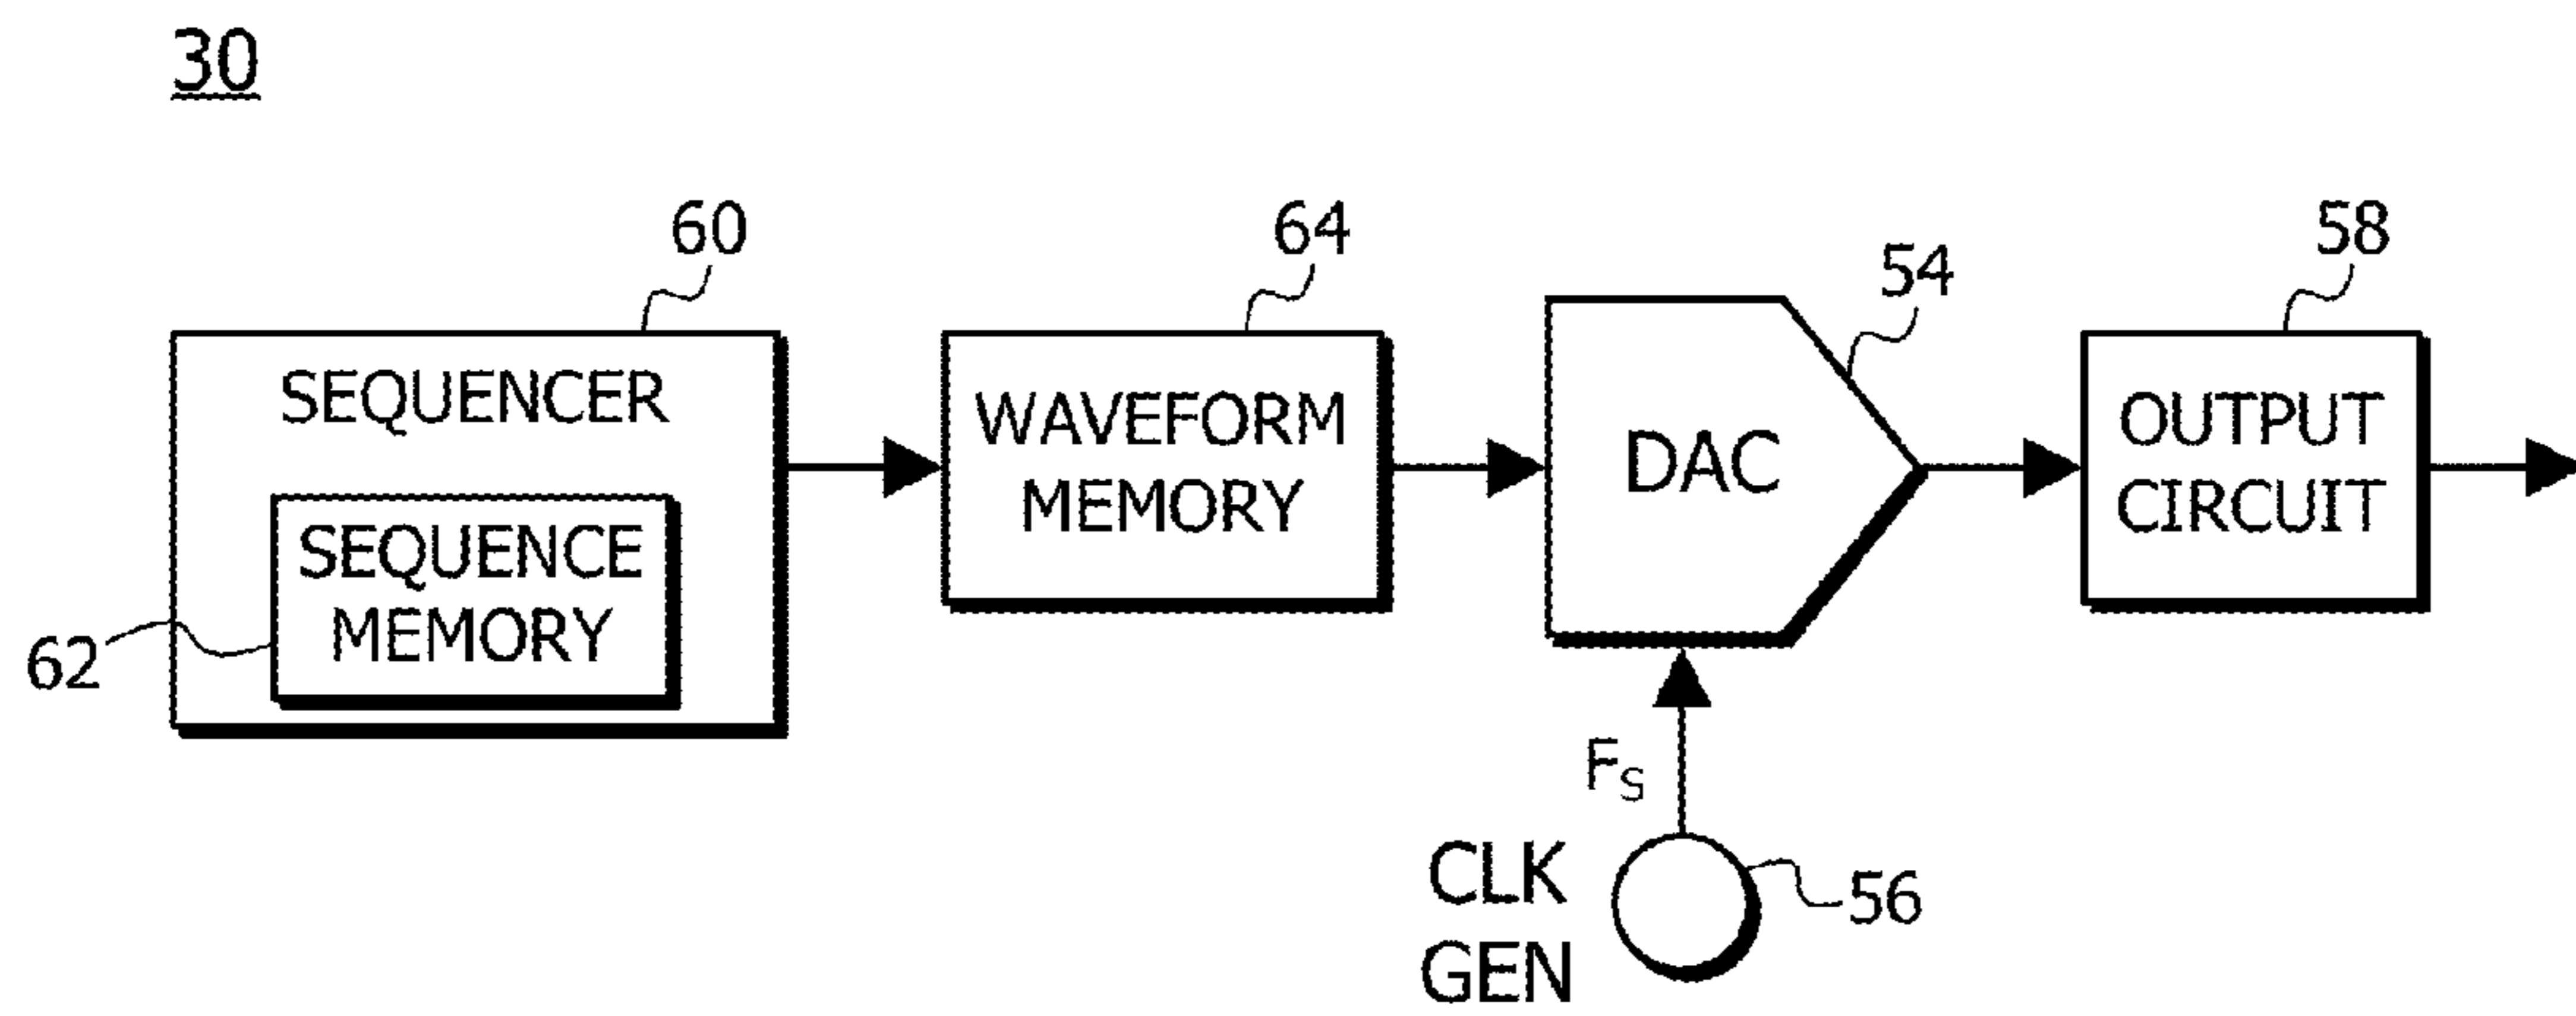 30
60
64
54
58
SEQUENCER
SEQUENCE
MEMORY
62
WAVEFORM
MEMORY
DAC
OUTPUT
CIRCUIT
FS
CLK
GEN
56